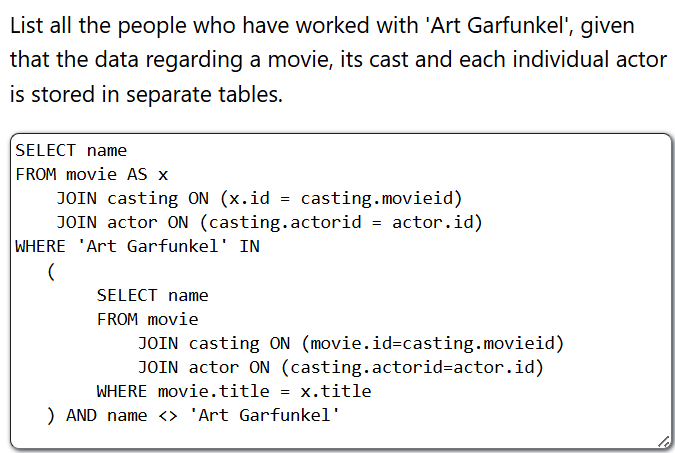 List all the people who have worked with 'Art Garfunkel', given
that the data regarding a movie, its cast and each individual actor
is stored in separate tables.
SELECT name
FROM movie AS x
    JOIN casting ON (x.id = casting.movieid)
    JOIN actor ON (casting.actorid = actor.id)
WHERE 'Art Garfunkel' IN
   (
        SELECT name
        FROM movie
            JOIN casting ON (movie.id=casting.movieid)
            JOIN actor ON (casting.actorid=actor.id)
        WHERE movie.title = x.title
   ) AND name <> 'Art Garfunkel'